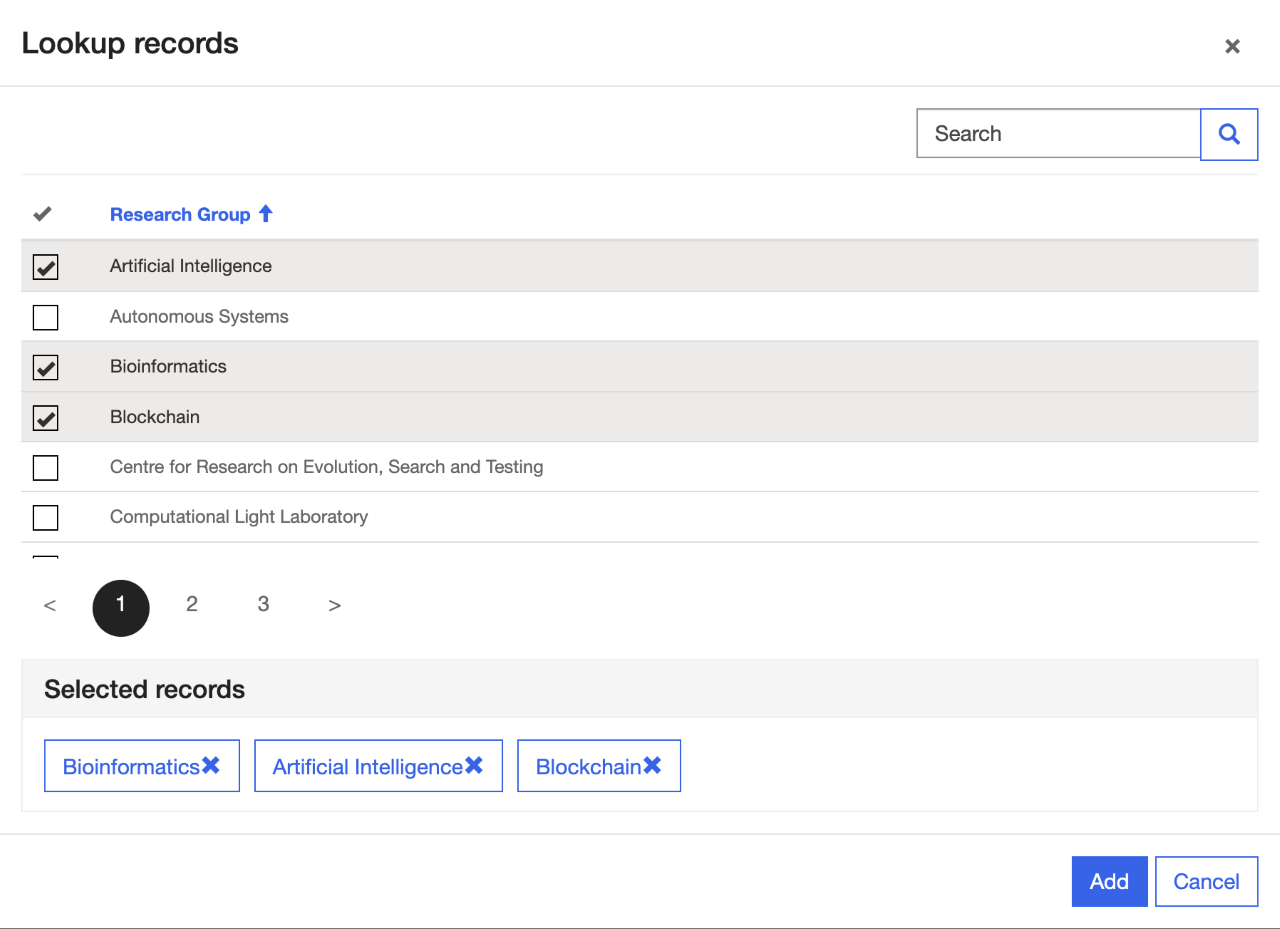 Lookup records
×
Search
Research Group
Artificial Intelligence
Autonomous Systems
Bioinformatics
Blockchain
Centre for Research on Evolution, Search and Testing
Computational Light Laboratory
< 1 2 3 >
Selected records
Bioinformatics✖ Artificial Intelligence✖ Blockchain✖
Add Cancel